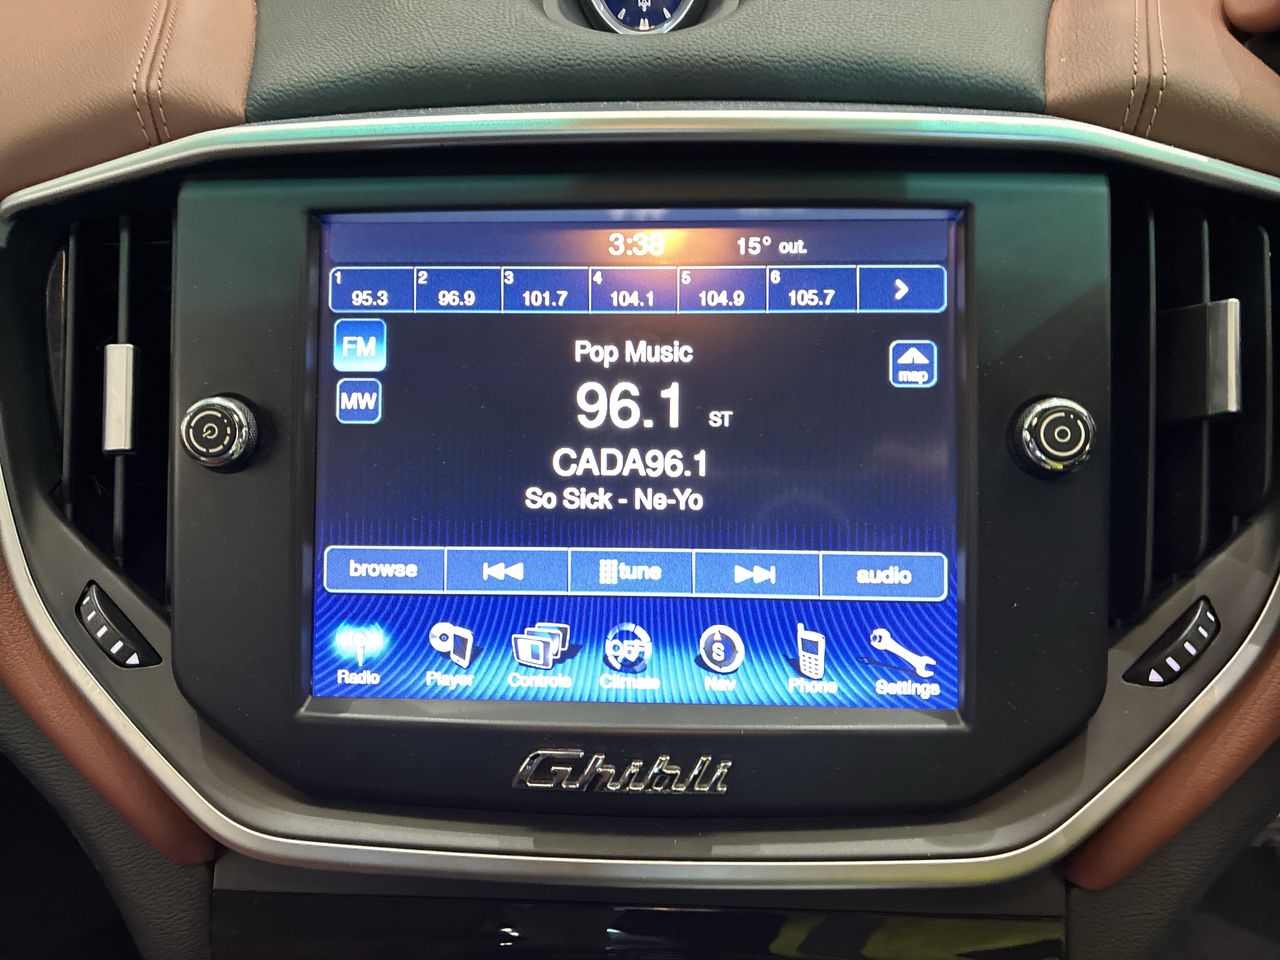 3:38 15° out.
1 2 3 4 5 6
95.3 96.9 101.7 104.1 104.9 105.7
FM
Pop Music
map
MW
96.1 ST
CADA96.1
So Sick - Ne-Yo
browse tune audio
OFF S
Radio Player Controls Climate Nav Phone Settings
Ghibli